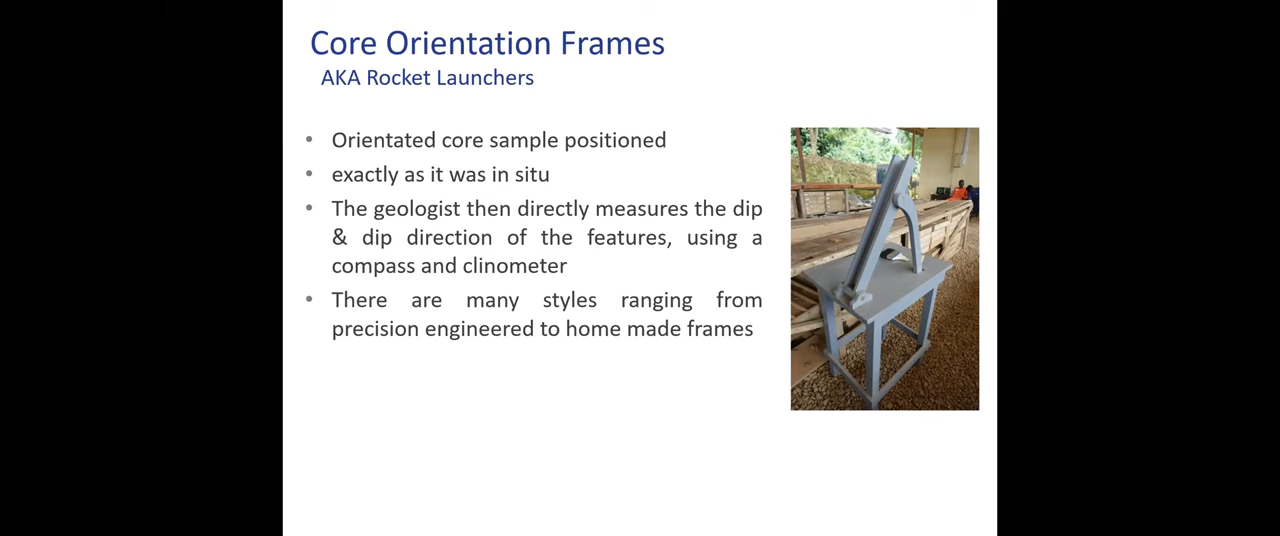 Core Orientation Frames
AKA Rocket Launchers
• Orientated core sample positioned
• exactly as it was in situ
• The geologist then directly measures the dip
& dip direction of the features, using a
compass and clinometer
• There are many styles ranging from
precision engineered to home made frames